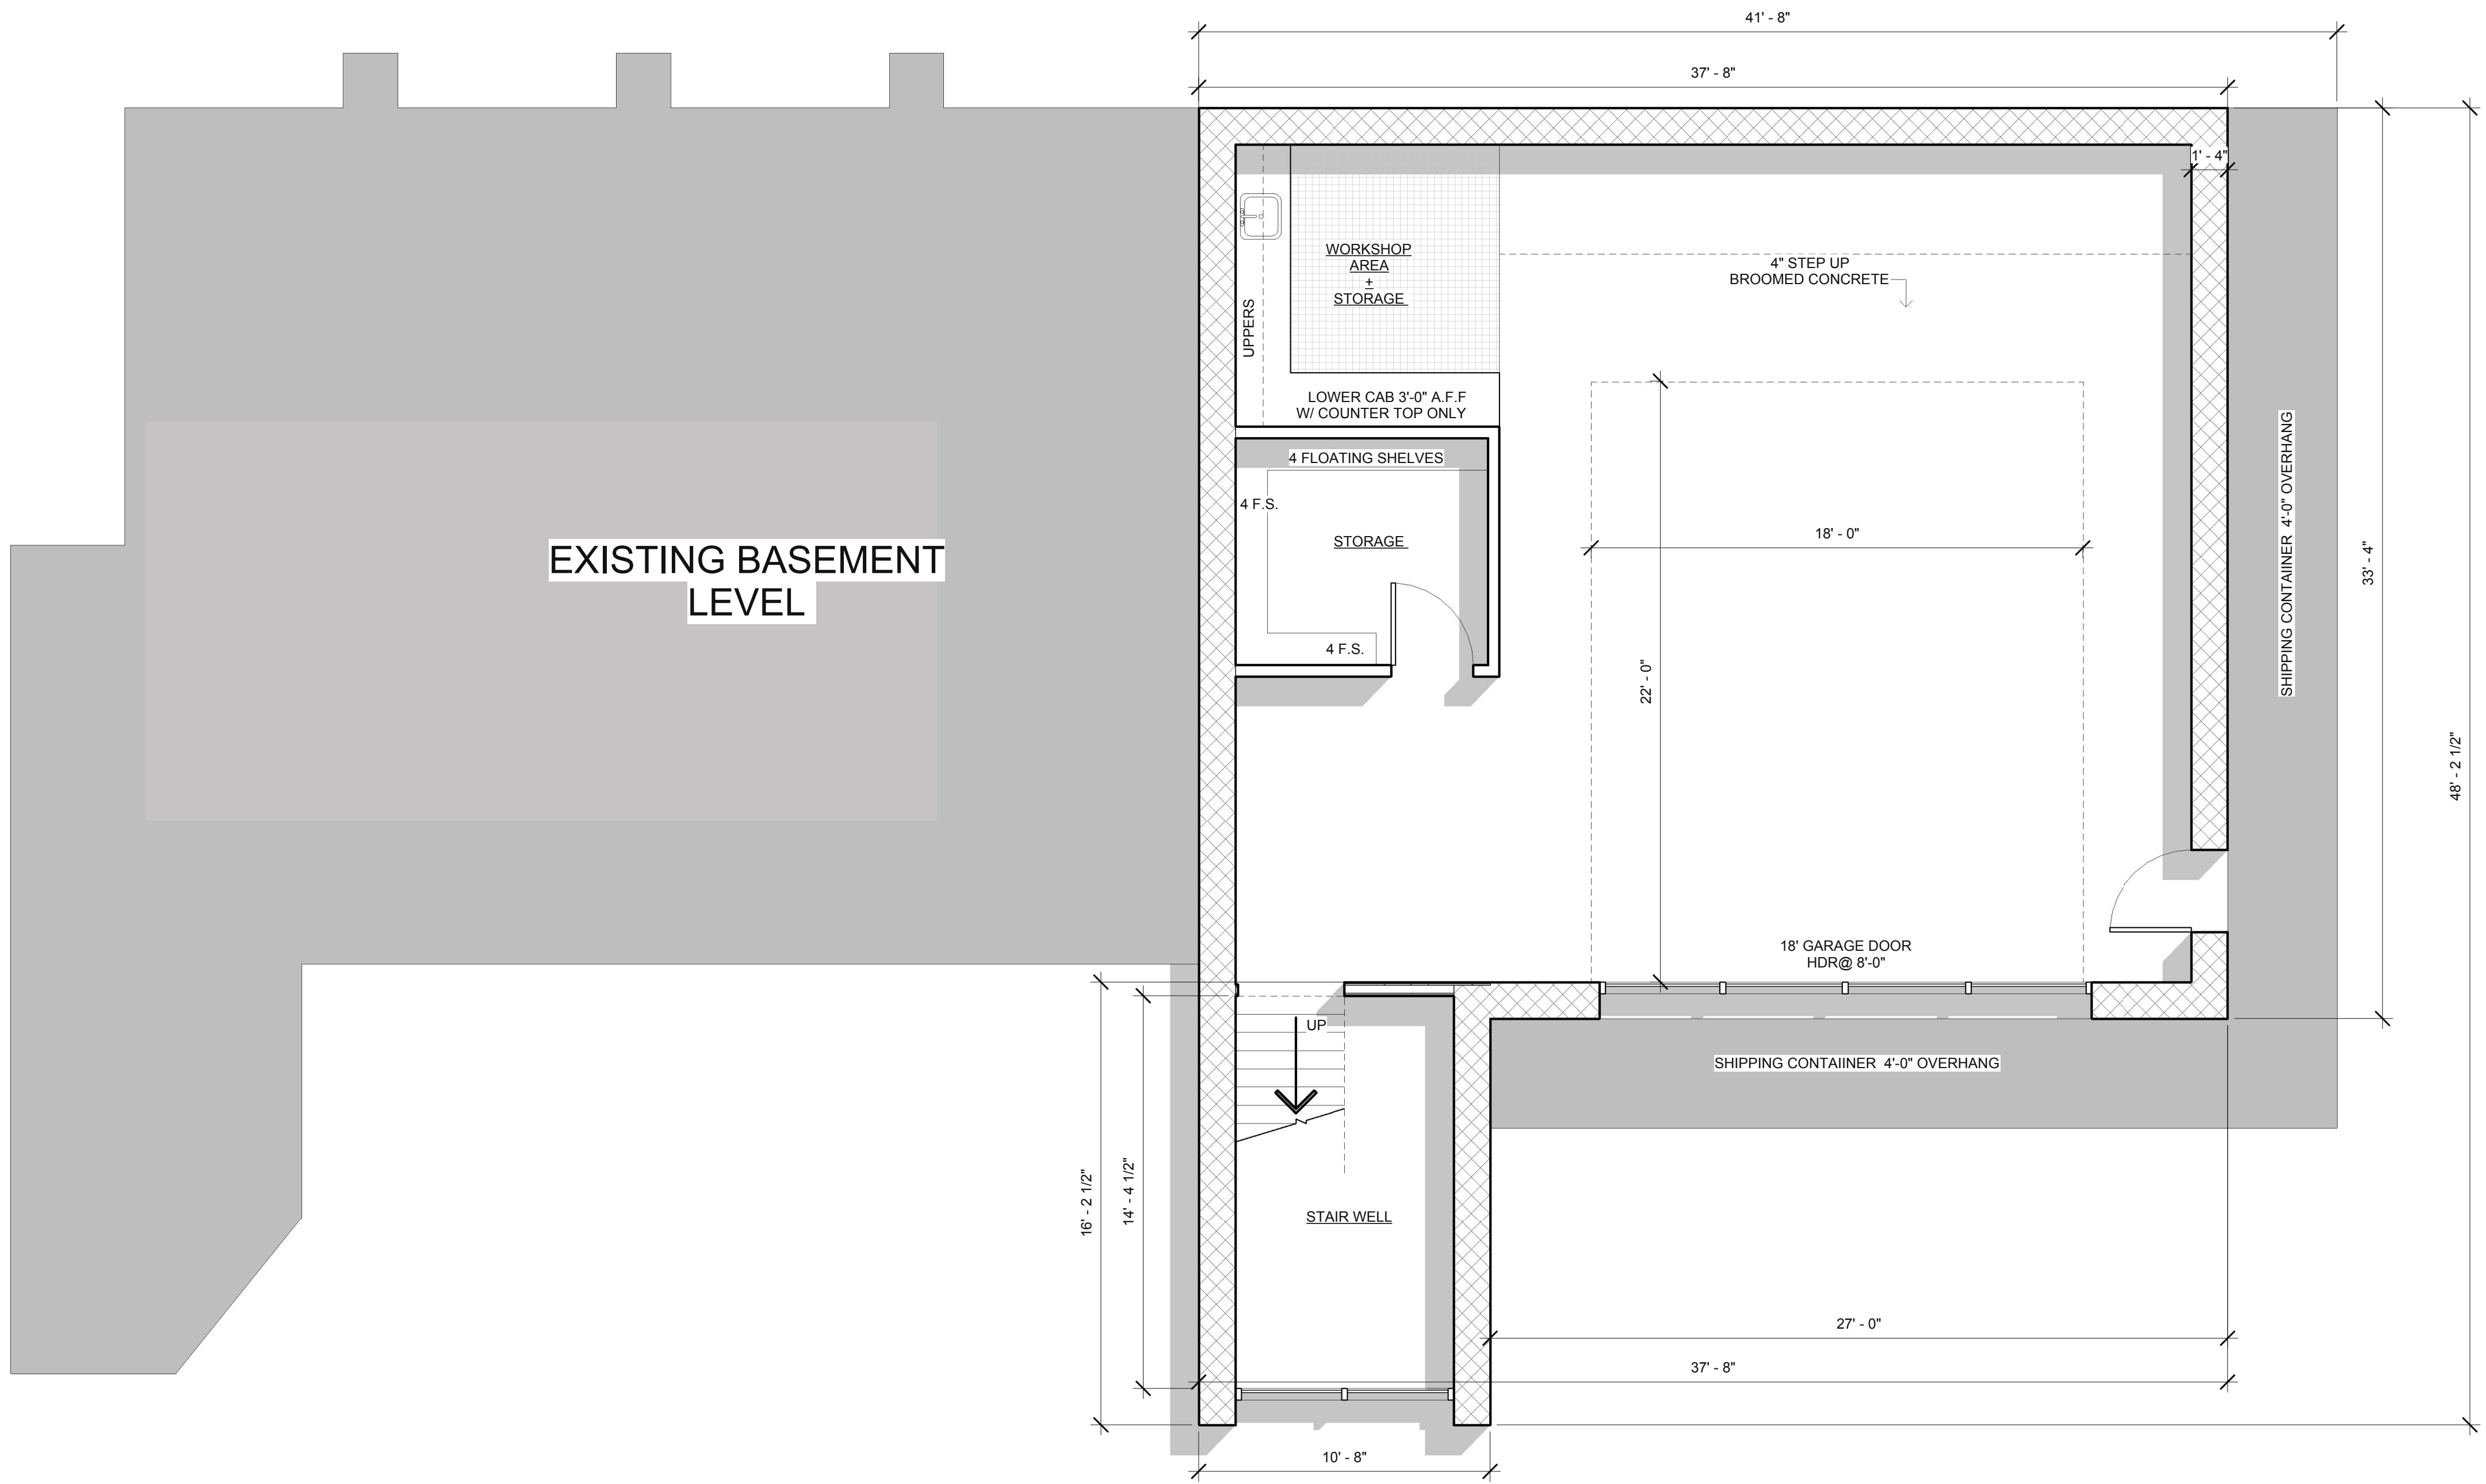 41' - 8"
37' - 8"
1' - 4"
WORKSHOP
AREA
+
STORAGE
4" STEP UP
BROOMED CONCRETE
UPPERS
LOWER CAB 3'-0" A.F.F
W/ COUNTER TOP ONLY
4 FLOATING SHELVES
4 F.S.
STORAGE
4 F.S.
EXISTING BASEMENT
LEVEL
18' - 0"
22' - 0"
SHIPPING CONTAIINER 4'-0" OVERHANG
33' - 4"
48' - 2 1/2"
18' GARAGE DOOR
HDR@ 8'-0"
UP
SHIPPING CONTAIINER 4'-0" OVERHANG
16' - 2 1/2"
14' - 4 1/2"
STAIR WELL
27' - 0"
37' - 8"
10' - 8"